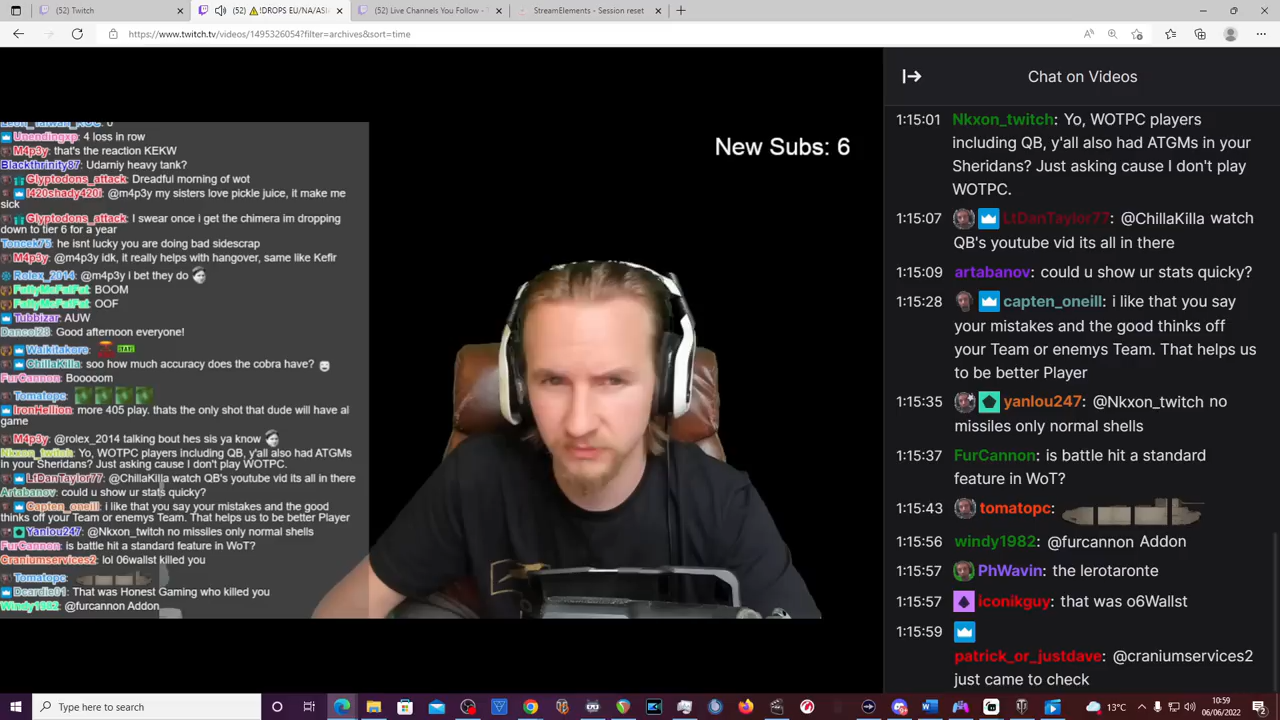 (52) Twitch
(52) ⚠️!DROPS EU/NA/ASI
(52) Live Channels You Follow - T
StreamElements - Session reset
https://www.twitch.tv/videos/1495326054?filter=archives&sort=time
Unendingxp: 4 loss in row
M4p3y: that's the reaction KEKW
Blackthrinity87: Udarniy heavy tank?
Glyptodons_attack: Dreadful morning of wot
I420shady420i: @m4p3y my sisters love pickle juice, it make me
sick
Glyptodons_attack: I swear once i get the chimera im dropping
down to tier 6 for a year
Toncek75: he isnt lucky you are doing bad sidescrap
M4p3y: @m4p3y idk, it really helps with hangover, same like Kefir
Rolex_2014: @m4p3y I bet they do
FattyMcFatFat: BOOM
FattyMcFatFat: OOF
Tubbizar: AUW
Dancol28: Good afternoon everyone!
Waikitakore:
ChillaKilla: soo how much accuracy does the cobra have?
FurCannon: Booooom
Tomatopc:
IronHellion: more 405 play. thats the only shot that dude will have al
game
M4p3y: @rolex_2014 talking bout hes sis ya know
Nkxon_twitch: Yo, WOTPC players including QB, y'all also had ATGMs
in your Sheridans? Just asking cause I don't play WOTPC.
LtDanTaylor77: @ChillaKilla watch QB's youtube vid its all in there
Artabanov: could u show ur stats quicky?
Capten_oneill: i like that you say your mistakes and the good
thinks off your Team or enemys Team. That helps us to be better Player
Yanlou247: @Nkxon_twitch no missiles only normal shells
FurCannon: is battle hit a standard feature in WoT?
Craniumservices2: lol 06wallst killed you
Tomatopc:
Deardie01: That was Honest Gaming who killed you
Windy1982: @furcannon Addon
New Subs: 6
Chat on Videos
1:15:01 Nkxon_twitch: Yo, WOTPC players
including QB, y'all also had ATGMs in your
Sheridans? Just asking cause I don't play
WOTPC.
1:15:07 LtDanTaylor77: @ChillaKilla watch
QB's youtube vid its all in there
1:15:09 artabanov: could u show ur stats quicky?
1:15:28 capten_oneill: i like that you say
your mistakes and the good thinks off
your Team or enemys Team. That helps us
to be better Player
1:15:35 yanlou247: @Nkxon_twitch no
missiles only normal shells
1:15:37 FurCannon: is battle hit a standard
feature in WoT?
1:15:43 tomatopc:
1:15:56 windy1982: @furcannon Addon
1:15:57 PhWavin: the lerotaronte
1:15:57 iconikguy: that was o6Wallst
1:15:59
patrick_or_justdave: @craniumservices2
just came to check
Type here to search
13°C
10:59
06/06/2022